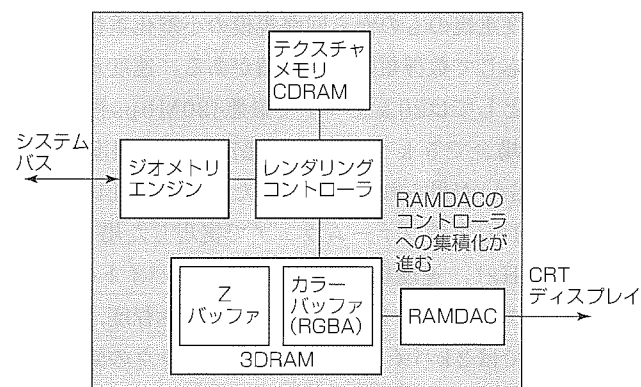 テクスチャ
メモリ
CDRAM
システム
バス
ジオメトリ
エンジン
レンダリング
コントローラ
RAMDACの
コントローラ
への集積化が
進む
Z
バッファ
カラー
バッファ
(RGBA)
3DRAM
RAMDAC
CRT
ディスプレイ